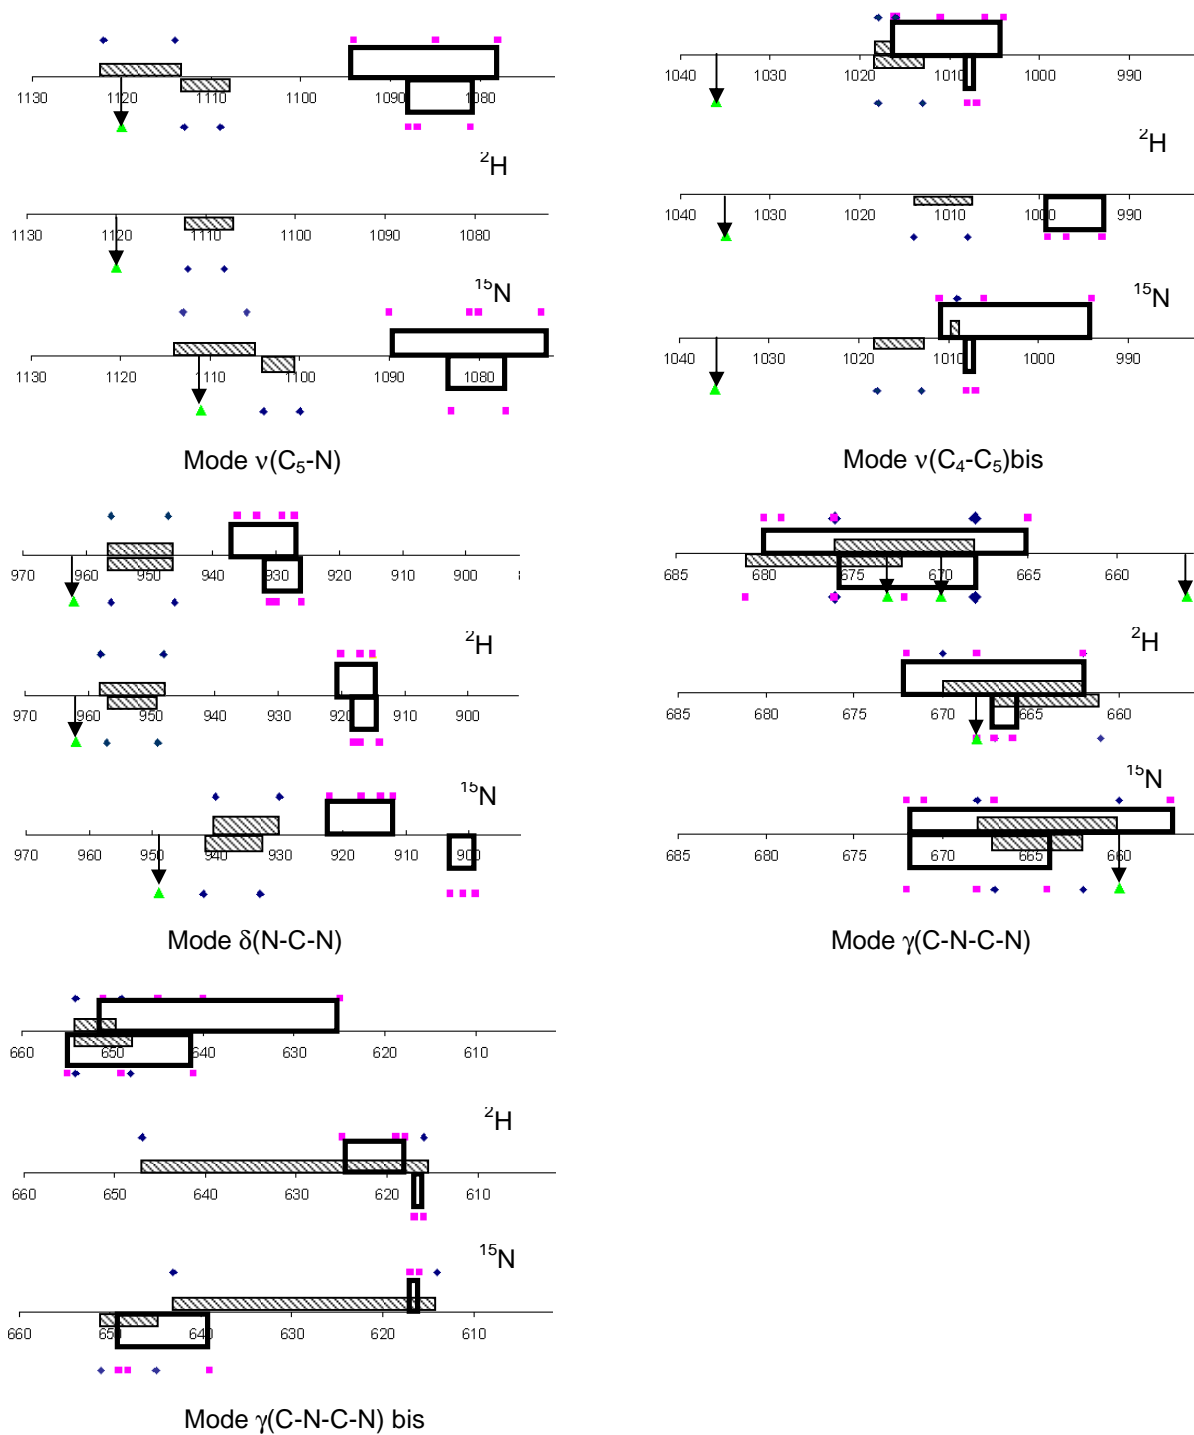 1130 1120 1110 1100 1090 1080
²H
1130 1120 1110 1100 1090 1080
¹⁵N
1130 1120 1110 1100 1090 1080
Mode ν(C₅-N)
1040 1030 1020 1010 1000 990
²H
1040 1030 1020 1010 1000 990
¹⁵N
1040 1030 1020 1010 1000 990
Mode ν(C₄-C₅)bis
970 960 950 940 930 920 910 900
²H
970 960 950 940 930 920 910 900
¹⁵N
970 960 950 940 930 920 910 900
Mode δ(N-C-N)
685 680 675 670 665 660
²H
685 680 675 670 665 660
¹⁵N
685 680 675 670 665 660
Mode γ(C-N-C-N)
660 650 640 630 620 610
²H
660 650 640 630 620 610
¹⁵N
660 650 640 630 620 610
Mode γ(C-N-C-N) bis